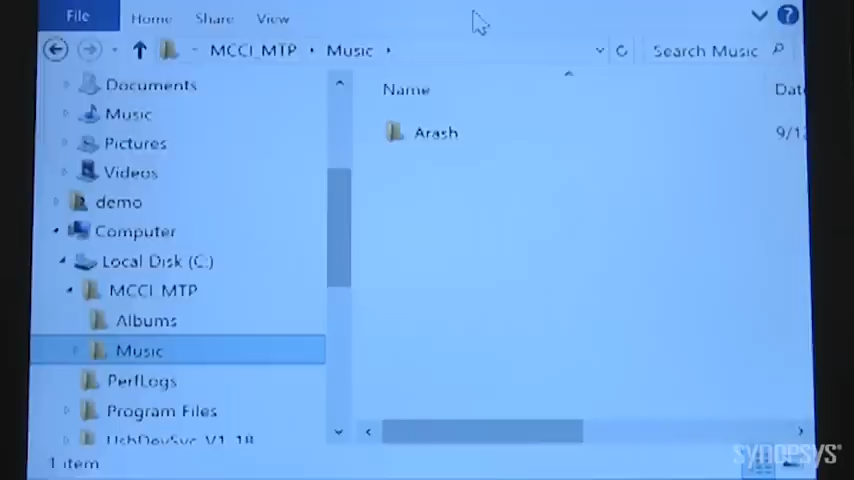 File Home Share View
MCCI_MTP Music Search Music
Documents
Music
Pictures
Videos
demo
Computer
Local Disk (C:)
MCCI_MTP
Albums
Music
PerfLogs
Program Files
UsbDevSvc_V1_18
Name
Arash
1 item
SYNOPSYS®